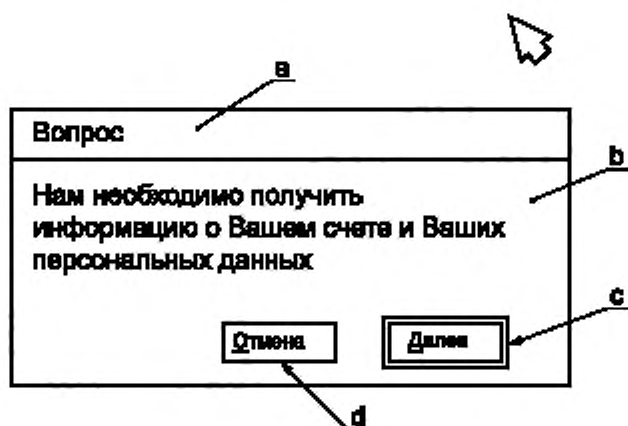 a
Вопрос
b
Нам необходимо получить
информацию о Вашем счете и Ваших
персональных данных
c
Отмена Далее
d